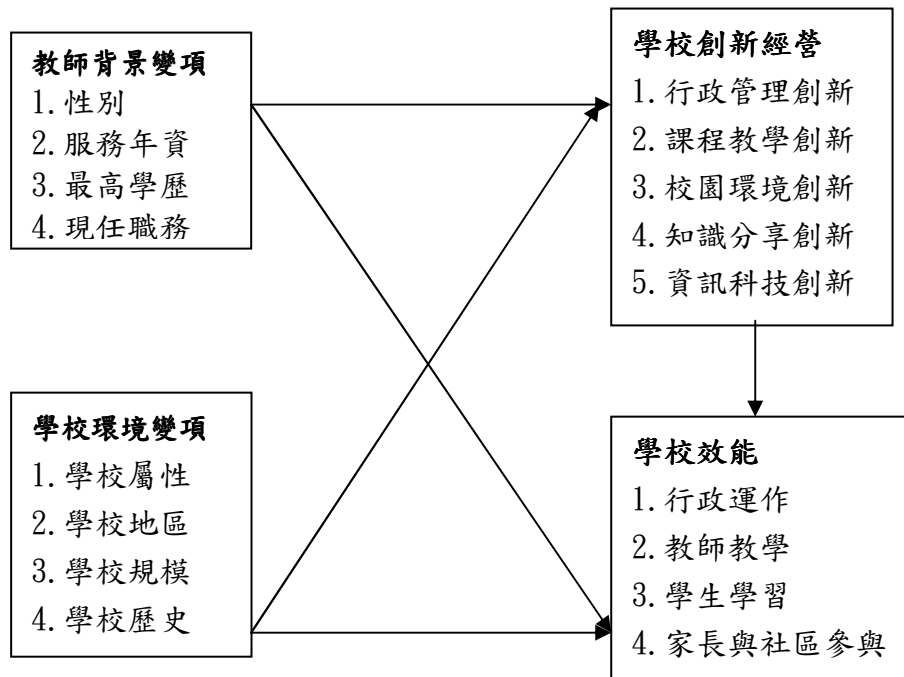 教師背景變項
1.性別
2.服務年資
3.最高學歷
4.現任職務
學校創新經營
1.行政管理創新
2.課程教學創新
3.校園環境創新
4.知識分享創新
5.資訊科技創新
學校環境變項
1.學校屬性
2.學校地區
3.學校規模
4.學校歷史
學校效能
1.行政運作
2.教師教學
3.學生學習
4.家長與社區參與